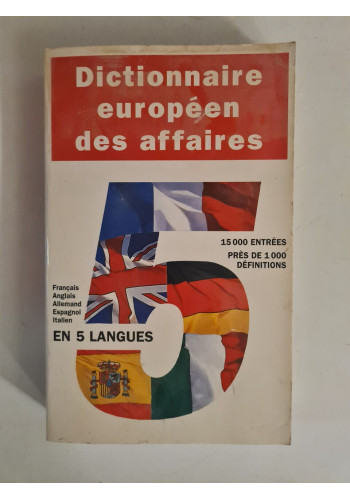 Dictionnaire
européen
des affaires
15 000 ENTRÉES
PRÈS DE 1 000
DÉFINITIONS
Français
Anglais
Allemand
Espagnol
Italien
EN 5 LANGUES
5